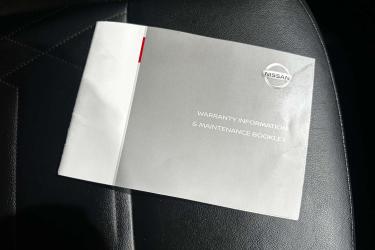 NISSAN
WARRANTY INFORMATION
& MAINTENANCE BOOKLET